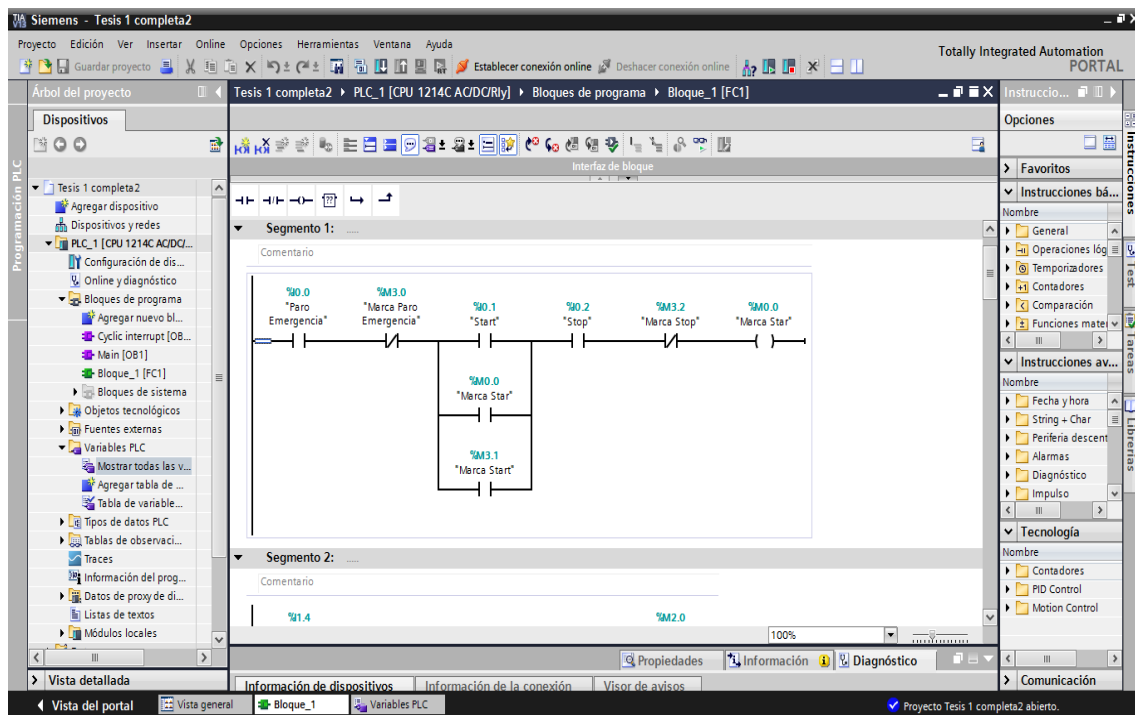 Siemens - Tesis 1 completa2
Proyecto Edición Ver Insertar Online Opciones Herramientas Ventana Ayuda
Totally Integrated Automation
PORTAL
Guardar proyecto
Establecer conexión online
Deshacer conexión online
Árbol del proyecto
Tesis 1 completa2 PLC_1 [CPU 1214C AC/DC/Rly] Bloques de programa Bloque_1 [FC1]
Instruccio...
Dispositivos
Opciones
Interfaz de bloque
Programación PLC
Tesis 1 completa2
Agregar dispositivo
Dispositivos y redes
PLC_1 [CPU 1214C AC/DC/...
Configuración de dis...
Online y diagnóstico
Bloques de programa
Agregar nuevo bl...
Cyclic interrupt [OB...
Main [OB1]
Bloque_1 [FC1]
Bloques de sistema
Objetos tecnológicos
Fuentes externas
Variables PLC
Mostrar todas las v...
Agregar tabla de ...
Tabla de variable...
Tipos de datos PLC
Tablas de observaci...
Traces
Información del prog...
Datos de proxy de di...
Listas de textos
Módulos locales
Vista detallada
??
Segmento 1: .....
Comentario
%I0.0
"Paro
Emergencia"
%M3.0
"Marca Paro
Emergencia"
%I0.1
"Start"
%I0.2
"Stop"
%M3.2
"Marca Stop"
%M0.0
"Marca Star"
%M0.0
"Marca Star"
%M3.1
"Marca Start"
Segmento 2: .....
Comentario
%I1.4
%M2.0
100%
Propiedades
Información
Diagnóstico
Información de dispositivos
Información de la conexión
Visor de avisos
Favoritos
Instrucciones bá...
Nombre
General
Operaciones lóg
Temporizadores
Contadores
Comparación
Funciones mater
Instrucciones av...
Nombre
Fecha y hora
String + Char
Periferia descent
Alarmas
Diagnóstico
Impulso
Tecnología
Nombre
Contadores
PID Control
Motion Control
Comunicación
Instrucciones
Test
Tareas
Librerías
Vista del portal
Vista general
Bloque_1
Variables PLC
Proyecto Tesis 1 completa2 abierto.